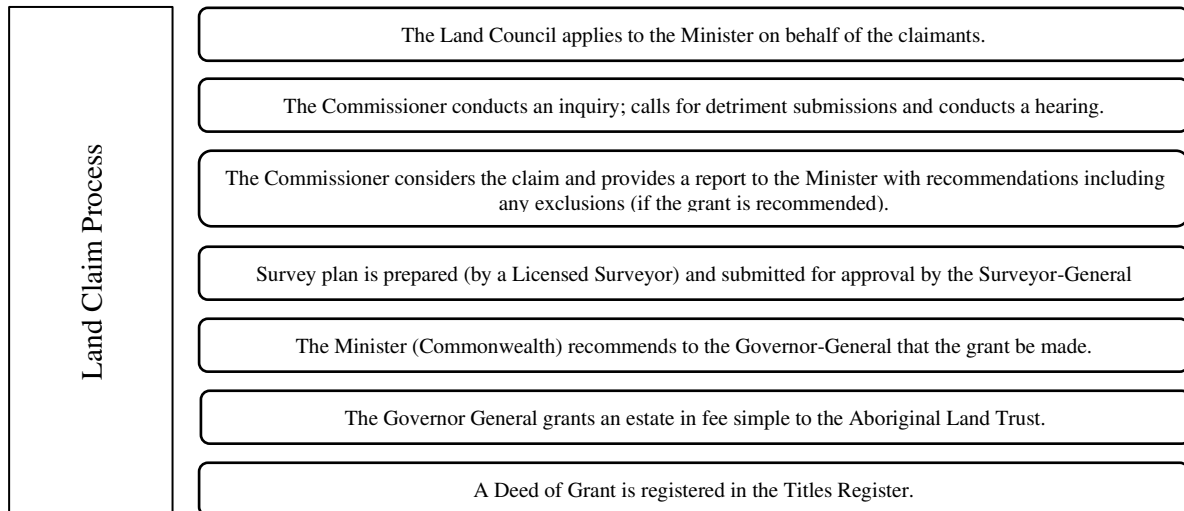 Land Claim Process
The Land Council applies to the Minister on behalf of the claimants.
The Commissioner conducts an inquiry; calls for detriment submissions and conducts a hearing.
The Commissioner considers the claim and provides a report to the Minister with recommendations including
any exclusions (if the grant is recommended).
Survey plan is prepared (by a Licensed Surveyor) and submitted for approval by the Surveyor-General
The Minister (Commonwealth) recommends to the Governor-General that the grant be made.
The Governor General grants an estate in fee simple to the Aboriginal Land Trust.
A Deed of Grant is registered in the Titles Register.